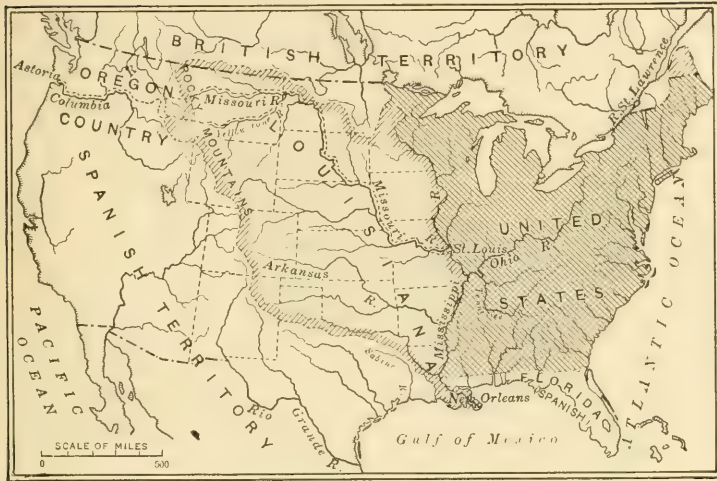 BRITISH TERRITORY
R. St. Lawrence
Astoria
OREGON
Columbia
COUNTRY
ROCKY
MOUNTAINS
Missouri R.
LOUISIANA
Missouri
R.
R.
St. Louis
Ohio R.
UNITED
STATES
SPANISH TERRITORY
Arkansas
R.
Mississippi
Sabine
R.
FLORIDA
(SPANISH)
New Orleans
Rio Grande R.
Gulf of Mexico
PACIFIC
OCEAN
ATLANTIC OCEAN
SCALE OF MILES
0 500